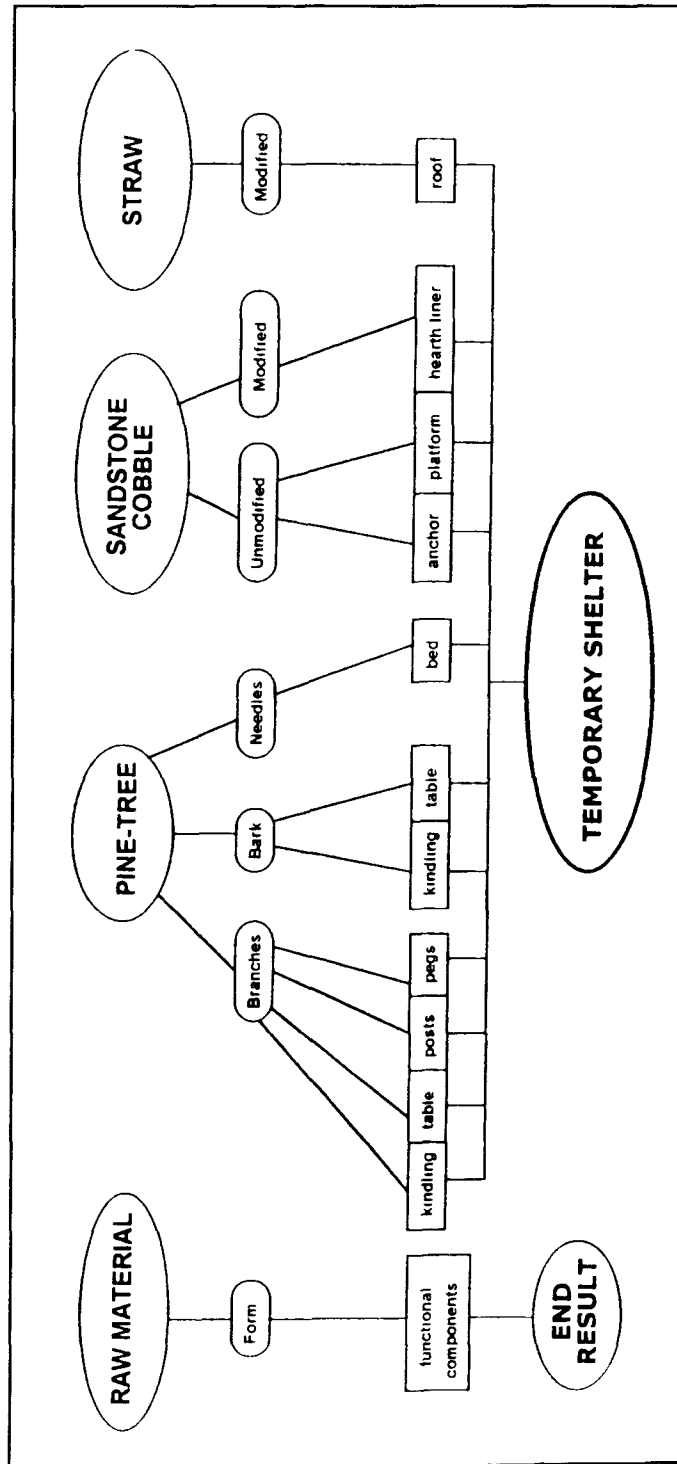 RAW MATERIAL
Form
functional
components
END
RESULT
PINE-TREE
Branches
Bark
Needles
kindling
table
posts
pegs
kindling
table
bed
SANDSTONE
COBBLE
Unmodified
Modified
anchor
platform
hearth liner
STRAW
Modified
roof
TEMPORARY SHELTER